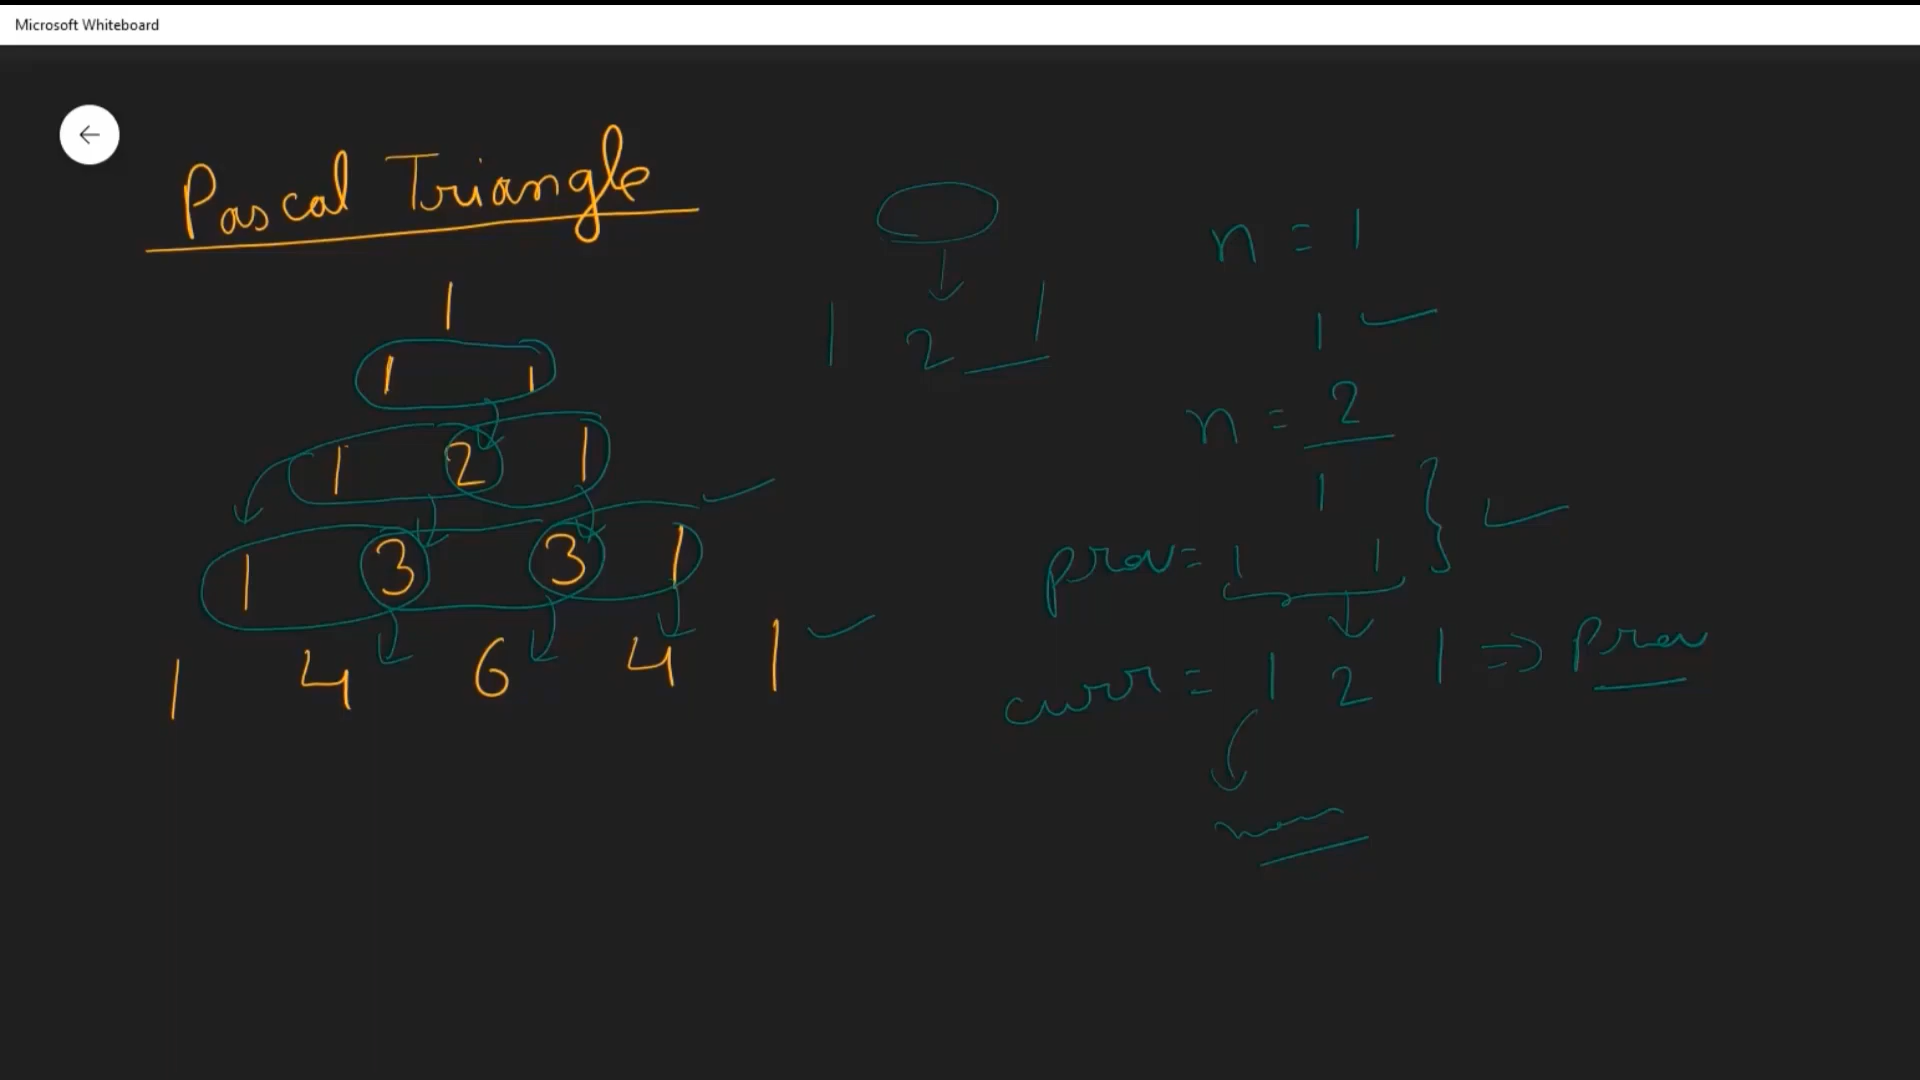 Microsoft Whiteboard
Pascal Triangle
1
1 1
1 2 1
1 3 3 1
1 4 6 4 1
1 2 1
n = 1
1
n = 2
1
prev = 1 1
curr = 1 2 1 ⇒ prev